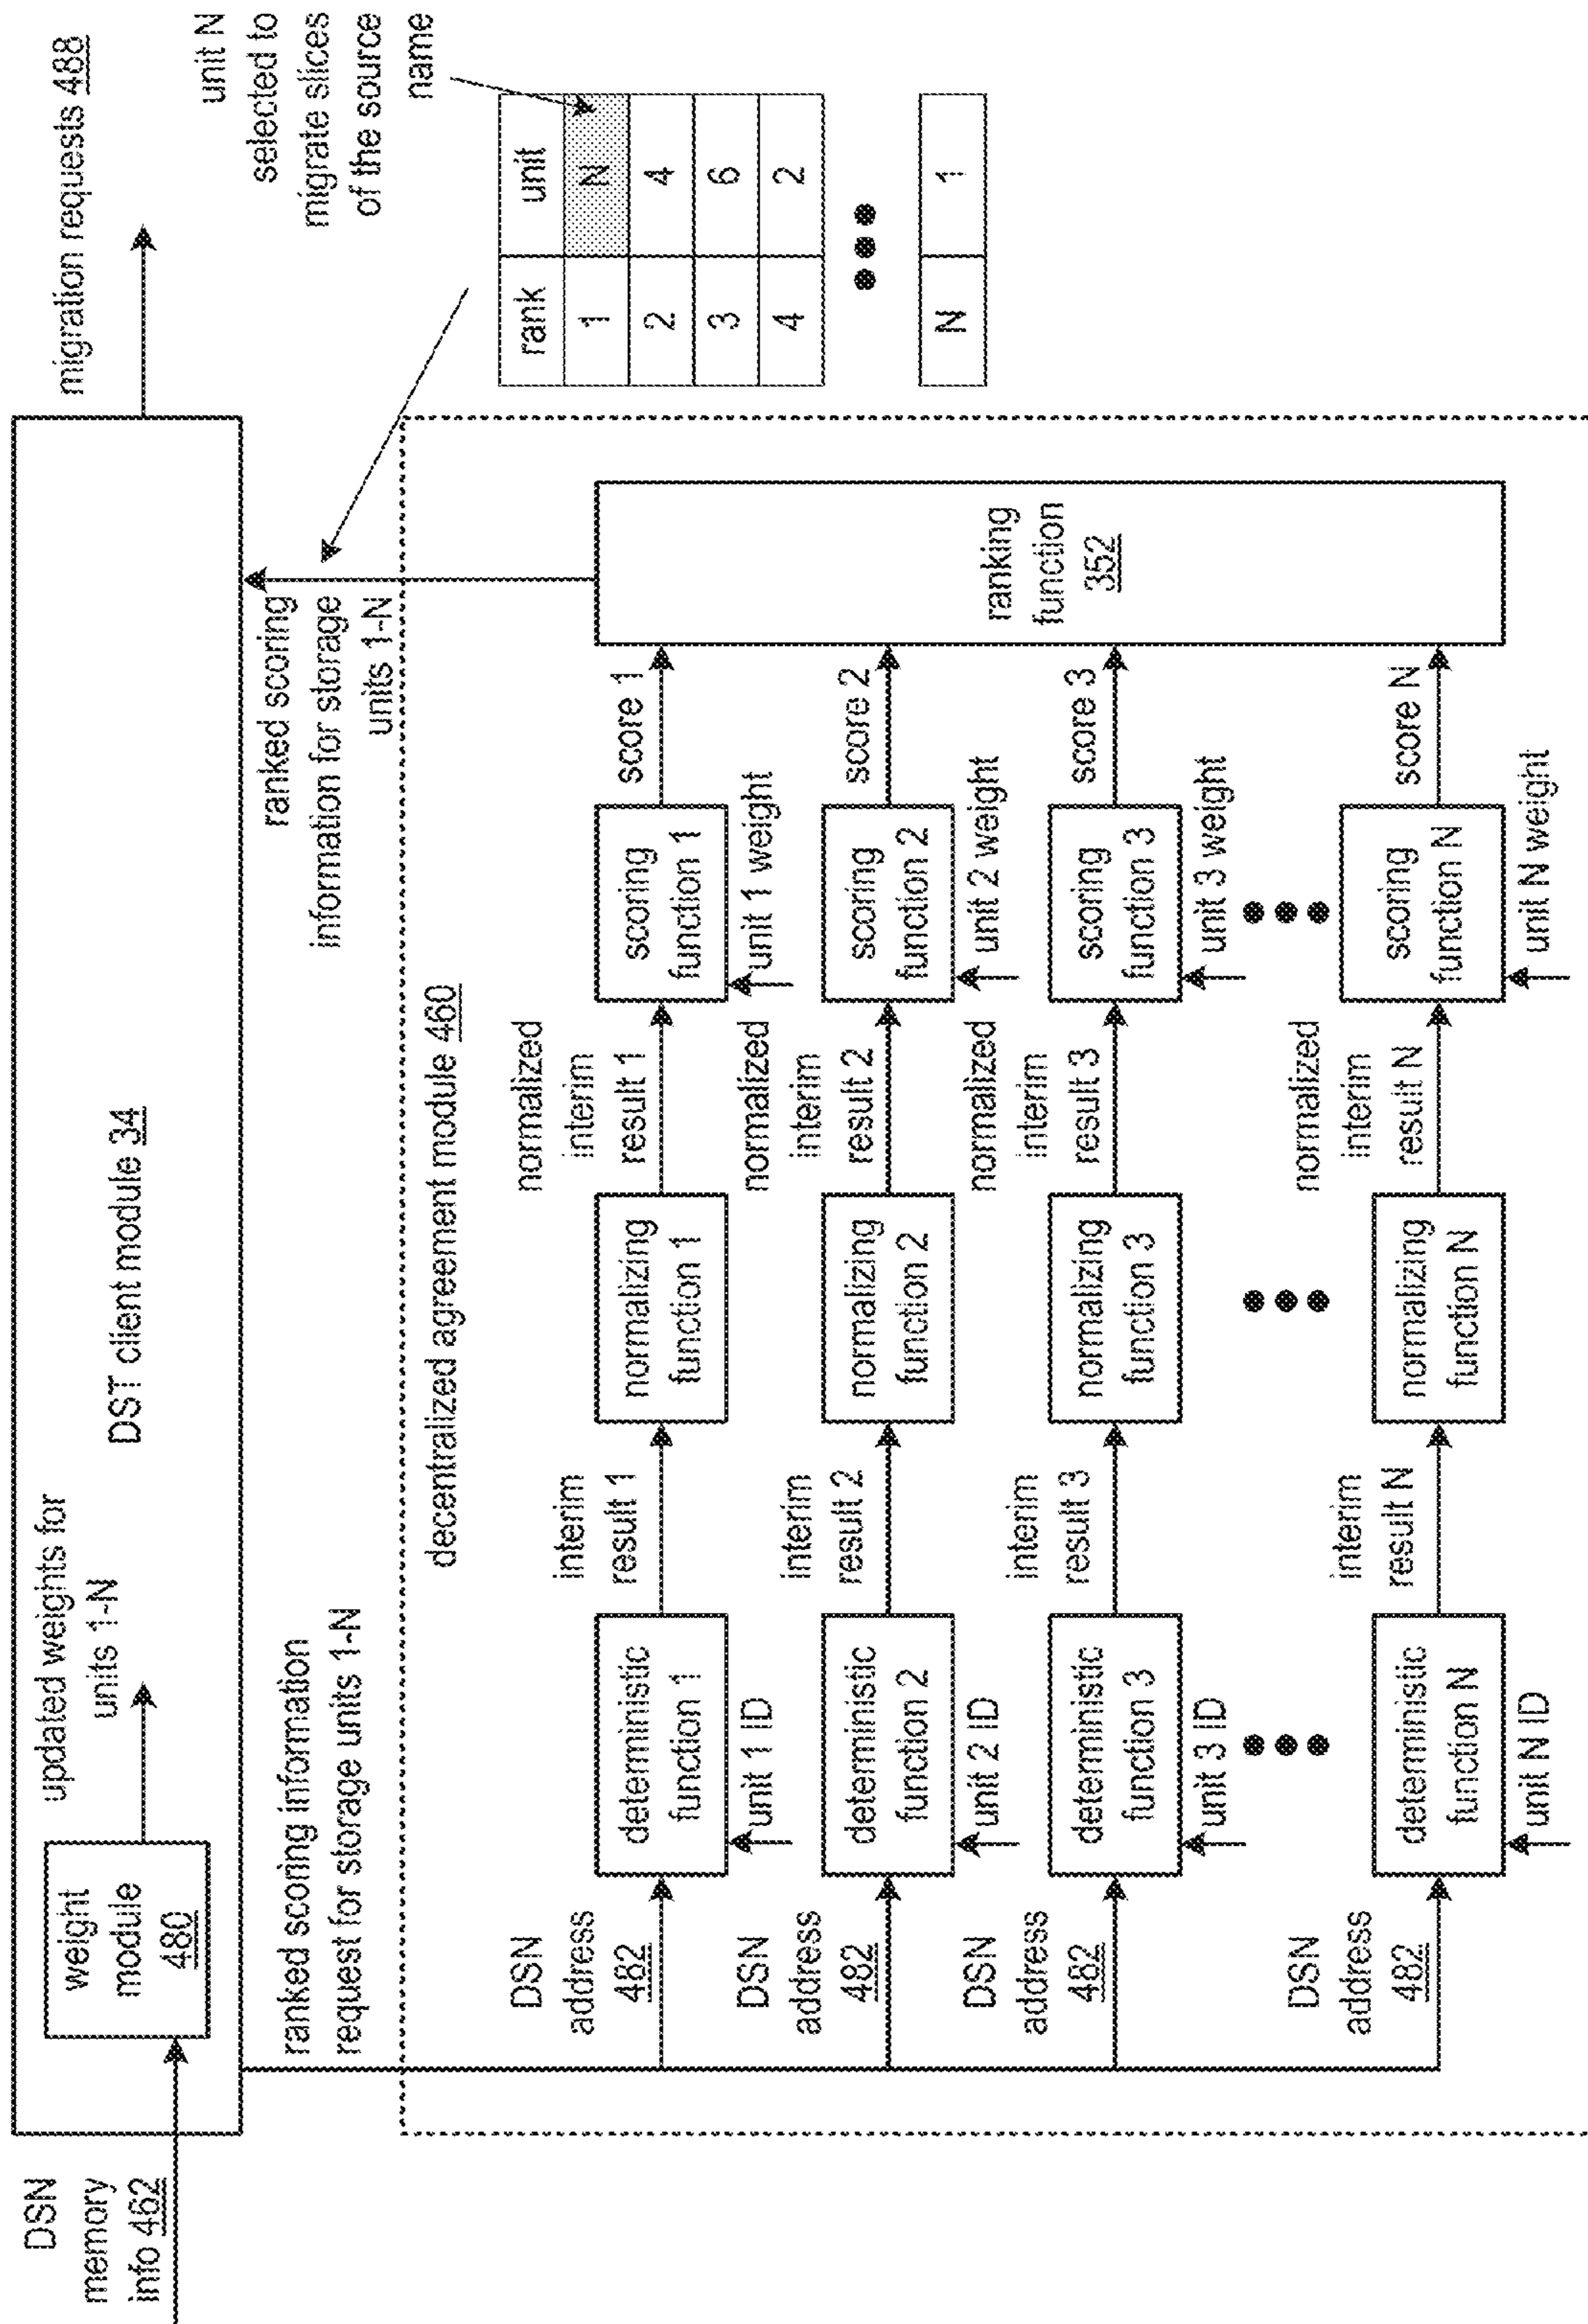 DSN
memory
info 462
weight
module
480
updated weights for
units 1-N
DST client module 34
migration requests 488
ranked scoring information
request for storage units 1-N
ranked scoring
information for storage
units 1-N
unit N
selected to
migrate slices
of the source
name
rank unit
1 N
2 4
3 6
4 2
N 1
decentralized agreement module 460
DSN
address
482
deterministic
function 1
unit 1 ID
interim
result 1
normalizing
function 1
normalized
interim
result 1
scoring
function 1
unit 1 weight
score 1
DSN
address
482
deterministic
function 2
unit 2 ID
interim
result 2
normalizing
function 2
normalized
interim
result 2
scoring
function 2
unit 2 weight
score 2
DSN
address
482
deterministic
function 3
unit 3 ID
interim
result 3
normalizing
function 3
normalized
interim
result 3
scoring
function 3
unit 3 weight
score 3
DSN
address
482
deterministic
function N
unit N ID
interim
result N
normalizing
function N
normalized
interim
result N
scoring
function N
unit N weight
score N
ranking
function
352